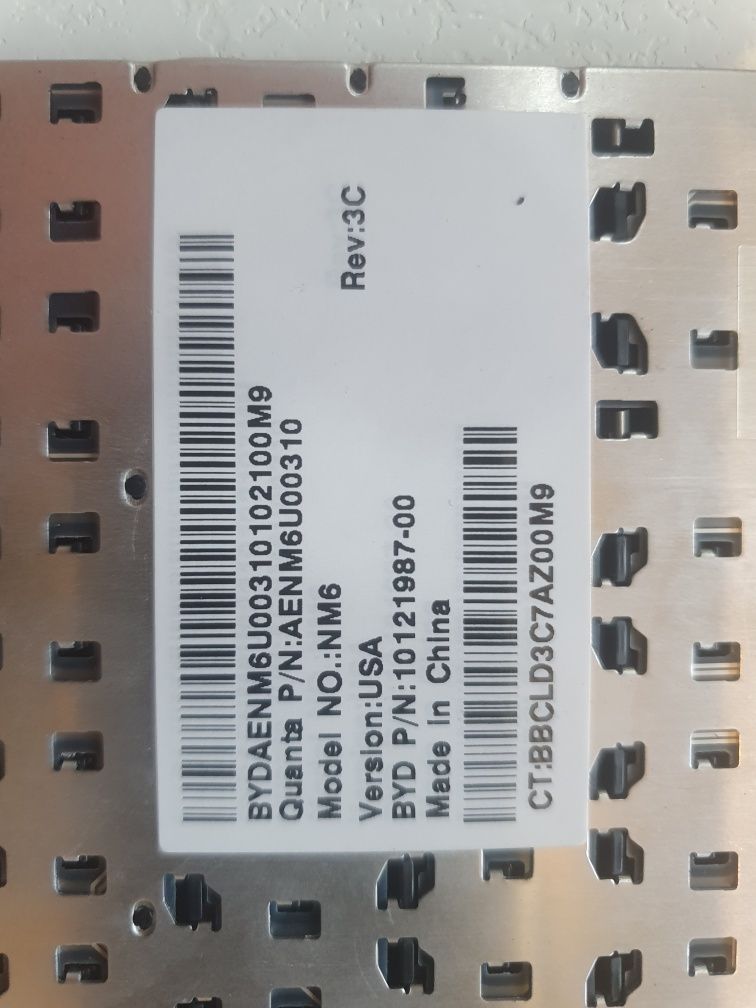 BYDAENM6U00310102100M9
Quanta P/N:AENM6U00310
Model NO.:NM6 Rev:3C
Version:USA
BYD P/N:10121987-00
Made In China
CT:BBCLD3C7AZ00M9